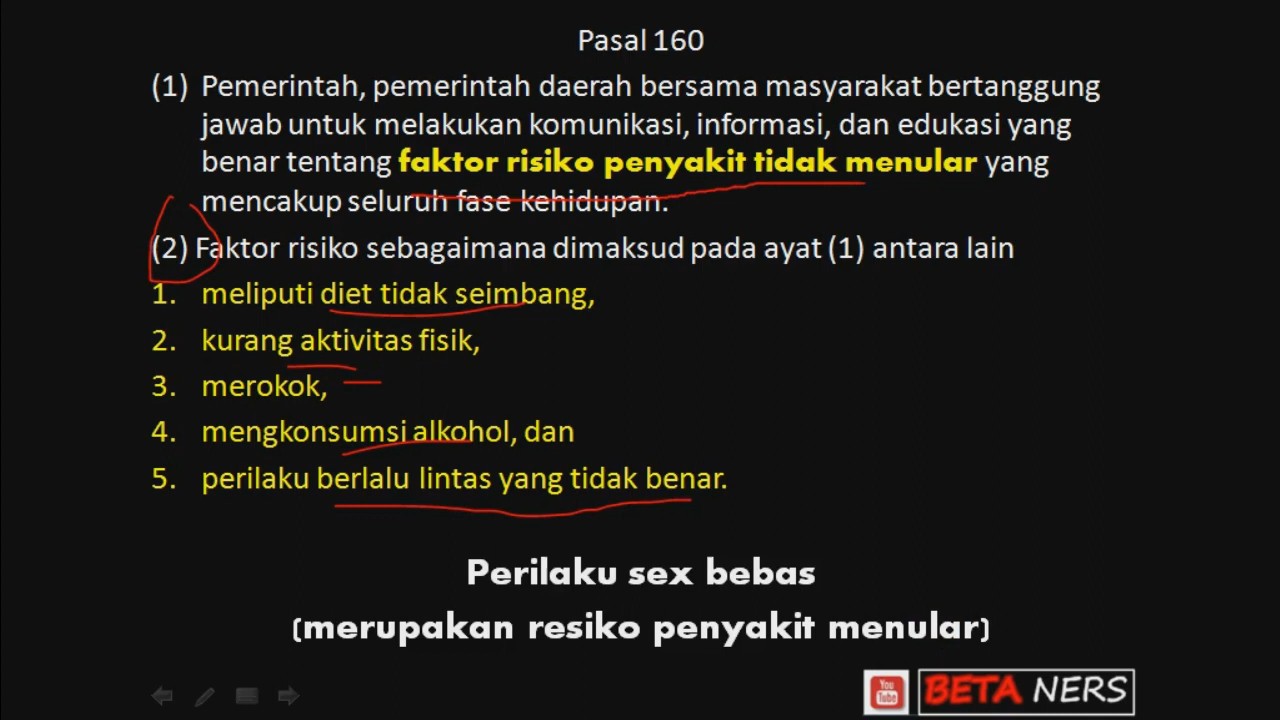 Pasal 160
(1) Pemerintah, pemerintah daerah bersama masyarakat bertanggung
jawab untuk melakukan komunikasi, informasi, dan edukasi yang
benar tentang faktor risiko penyakit tidak menular yang
mencakup seluruh fase kehidupan.
(2) Faktor risiko sebagaimana dimaksud pada ayat (1) antara lain
1. meliputi diet tidak seimbang,
2. kurang aktivitas fisik,
3. merokok,
4. mengkonsumsi alkohol, dan
5. perilaku berlalu lintas yang tidak benar.
Perilaku sex bebas
(merupakan resiko penyakit menular)
You
Tube
BETA NERS